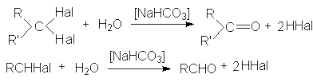 R Hal C Hal R' + H₂O [NaHCO₃] R C=O R' + 2HHal
RCHHal + H₂O [NaHCO₃] RCHO + 2HHal